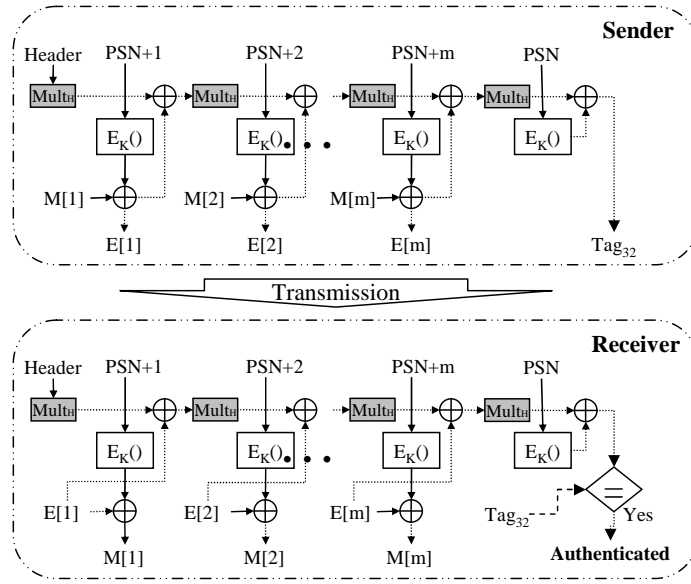 Sender
Header PSN+1 PSN+2 PSN+m PSN
MultH MultH MultH MultH
EK() EK() EK() EK()
• • •
M[1] M[2] M[m]
E[1] E[2] E[m] Tag32
Transmission
Receiver
Header PSN+1 PSN+2 PSN+m PSN
MultH MultH MultH MultH
EK() EK() EK() EK()
• • •
E[1] E[2] E[m] Tag32 == Yes
M[1] M[2] M[m] Authenticated